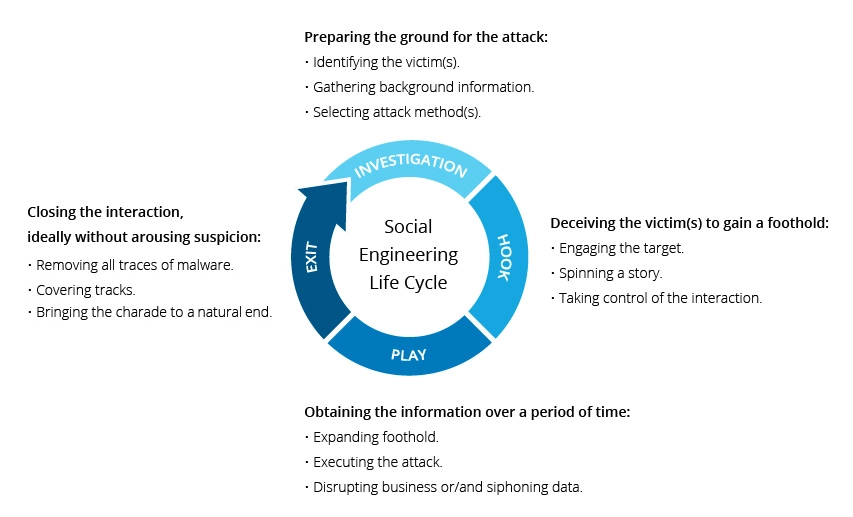 Preparing the ground for the attack:
· Identifying the victim(s).
· Gathering background information.
· Selecting attack method(s).
INVESTIGATION
Closing the interaction,
ideally without arousing suspicion:
· Removing all traces of malware.
· Covering tracks.
· Bringing the charade to a natural end.
EXIT
Social
Engineering
Life Cycle
HOOK
Deceiving the victim(s) to gain a foothold:
· Engaging the target.
· Spinning a story.
· Taking control of the interaction.
PLAY
Obtaining the information over a period of time:
· Expanding foothold.
· Executing the attack.
· Disrupting business or/and siphoning data.